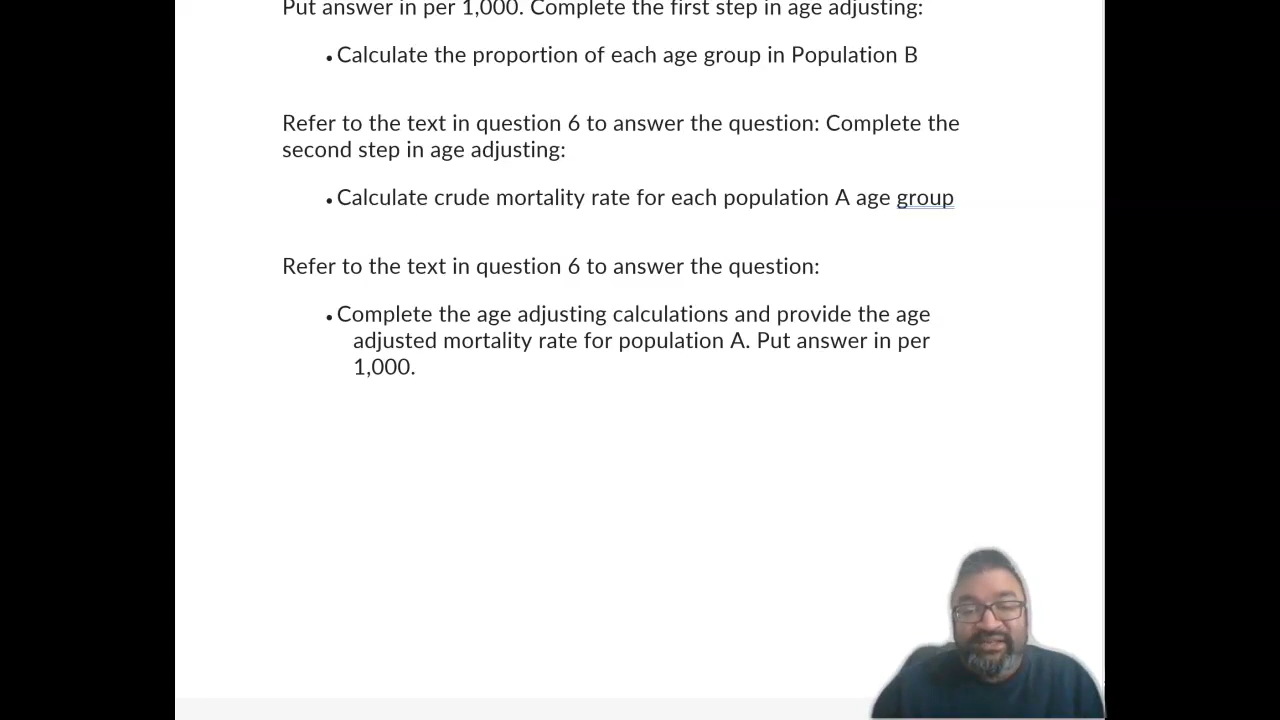 Put answer in per 1,000. Complete the first step in age adjusting:
• Calculate the proportion of each age group in Population B
Refer to the text in question 6 to answer the question: Complete the
second step in age adjusting:
• Calculate crude mortality rate for each population A age group
Refer to the text in question 6 to answer the question:
• Complete the age adjusting calculations and provide the age
adjusted mortality rate for population A. Put answer in per
1,000.